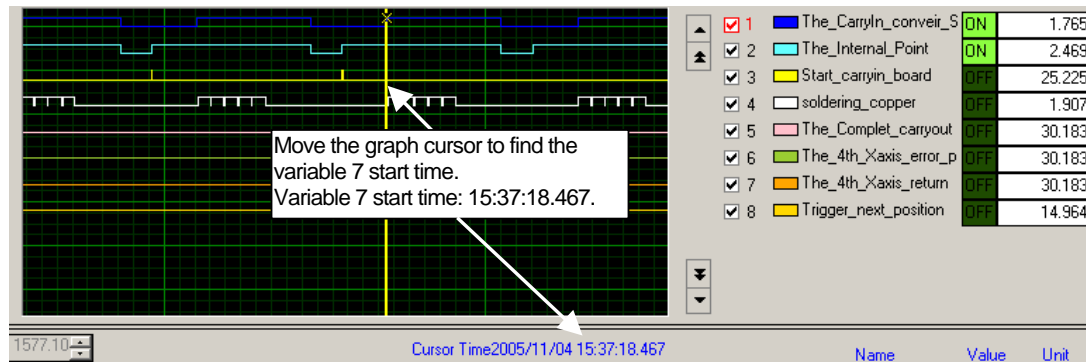 1 The_CarryIn_conveir_S ON 1.765
2 The_Internal_Point ON 2.469
3 Start_carryin_board OFF 25.225
4 soldering_copper OFF 1.907
5 The_Complet_carryout OFF 30.183
6 The_4th_Xaxis_error_p OFF 30.183
7 The_4th_Xaxis_return OFF 30.183
8 Trigger_next_position OFF 14.964
Move the graph cursor to find the
variable 7 start time.
Variable 7 start time: 15:37:18.467.
1577.10
Cursor Time2005/11/04 15:37:18.467
Name Value Unit